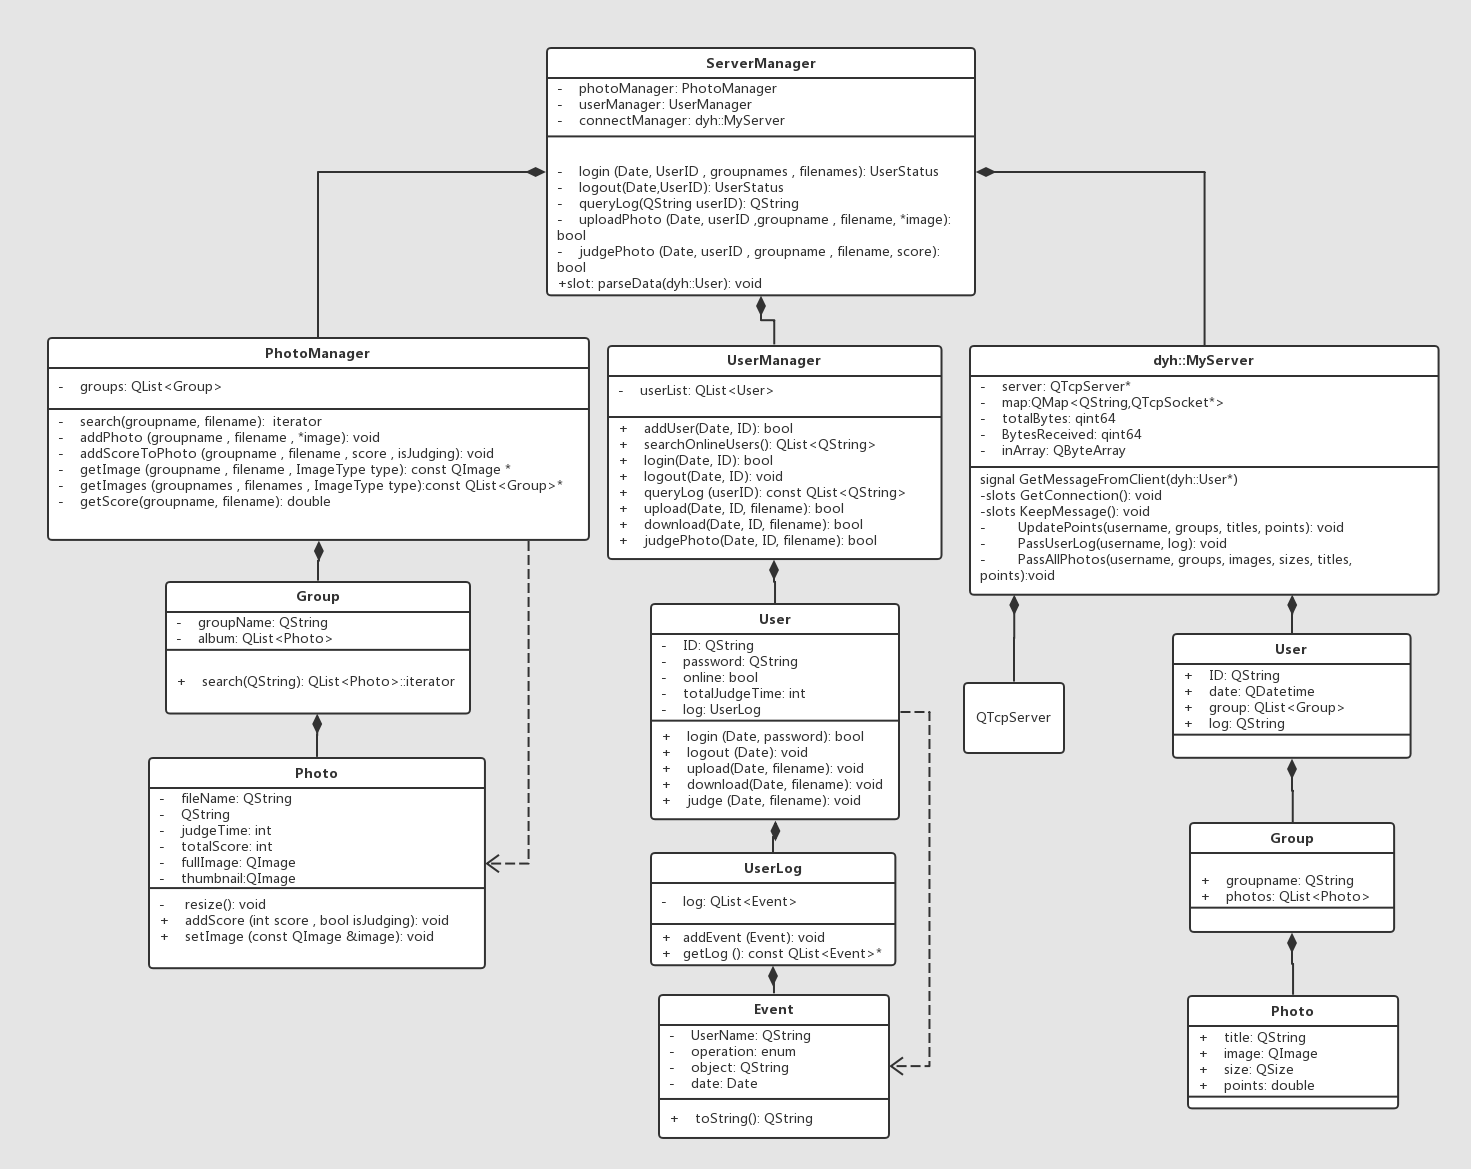 ServerManager
- photoManager: PhotoManager
- userManager: UserManager
- connectManager: dyh::MyServer
- login (Date, UserID , groupnames , filenames): UserStatus
- logout(Date,UserID): UserStatus
- queryLog(QString userID): QString
- uploadPhoto (Date, userID ,groupname , filename, *image):
bool
- judgePhoto (Date, userID , groupname , filename, score):
bool
+slot: parseData(dyh::User): void
PhotoManager
- groups: QList<Group>
- search(groupname, filename):  iterator
- addPhoto (groupname , filename , *image): void
- addScoreToPhoto (groupname , filename , score , isJudging): void
- getImage (groupname , filename , ImageType type): const QImage *
- getImages (groupnames , filenames , ImageType type):const QList<Group>*
- getScore(groupname, filename): double
Group
- groupName: QString
- album: QList<Photo>
+ search(QString): QList<Photo>::iterator
Photo
- fileName: QString
- QString
- judgeTime: int
- totalScore: int
- fullImage: QImage
- thumbnail:QImage
- resize(): void
+ addScore (int score , bool isJudging): void
+ setImage (const QImage &image): void
UserManager
- userList: QList<User>
+ addUser(Date, ID): bool
+ searchOnlineUsers(): QList<QString>
+ login(Date, ID): bool
+ logout(Date, ID): void
+ queryLog (userID): const QList<QString>
+ upload(Date, ID, filename): bool
+ download(Date, ID, filename): bool
+ judgePhoto(Date, ID, filename): bool
User
- ID: QString
- password: QString
- online: bool
- totalJudgeTime: int
- log: UserLog
+ login (Date, password): bool
+ logout (Date): void
+ upload(Date, filename): void
+ download(Date, filename): void
+ judge (Date, filename): void
UserLog
- log: QList<Event>
+ addEvent (Event): void
+ getLog (): const QList<Event>*
Event
- UserName: QString
- operation: enum
- object: QString
- date: Date
+ toString(): QString
dyh::MyServer
- server: QTcpServer*
- map:QMap<QString,QTcpSocket*>
- totalBytes: qint64
- BytesReceived: qint64
- inArray: QByteArray
signal GetMessageFromClient(dyh::User*)
-slots GetConnection(): void
-slots KeepMessage(): void
- UpdatePoints(username, groups, titles, points): void
- PassUserLog(username, log): void
- PassAllPhotos(username, groups, images, sizes, titles,
points):void
QTcpServer
User
+ ID: QString
+ date: QDatetime
+ group: QList<Group>
+ log: QString
Group
+ groupname: QString
+ photos: QList<Photo>
Photo
+ title: QString
+ image: QImage
+ size: QSize
+ points: double